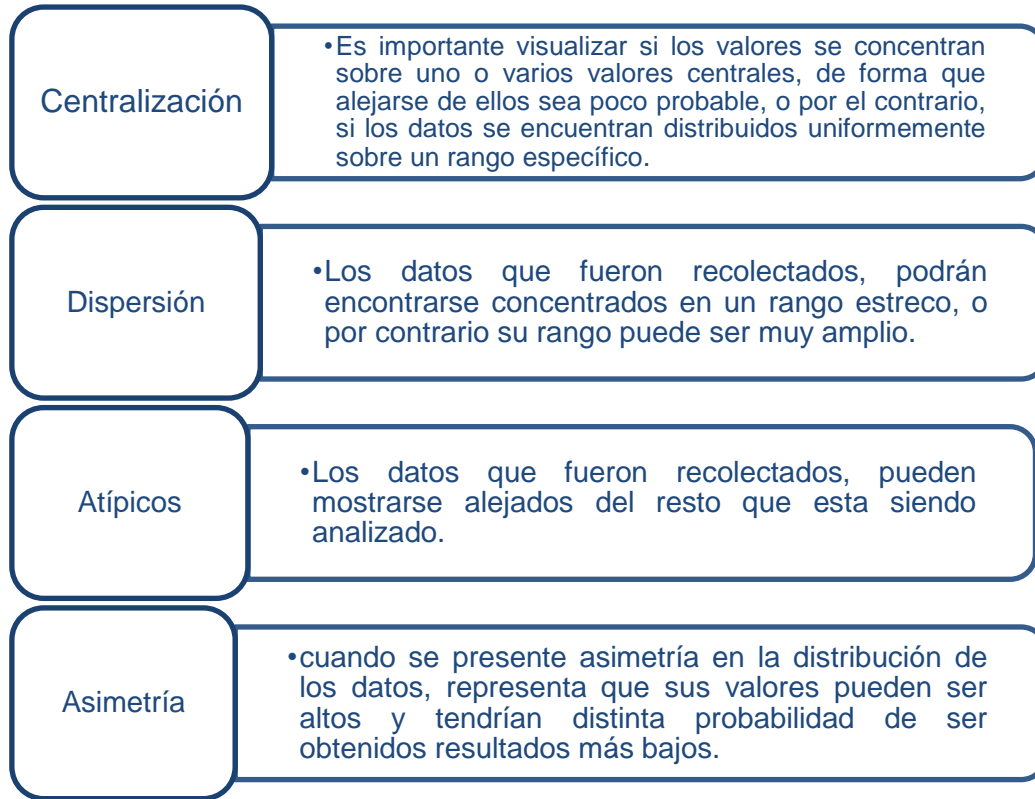 Centralización
•Es importante visualizar si los valores se concentran
sobre uno o varios valores centrales, de forma que
alejarse de ellos sea poco probable, o por el contrario,
si los datos se encuentran distribuidos uniformemente
sobre un rango específico.
Dispersión
•Los datos que fueron recolectados, podrán
encontrarse concentrados en un rango estreco, o
por contrario su rango puede ser muy amplio.
Atípicos
•Los datos que fueron recolectados, pueden
mostrarse alejados del resto que esta siendo
analizado.
Asimetría
•cuando se presente asimetría en la distribución de
los datos, representa que sus valores pueden ser
altos y tendrían distinta probabilidad de ser
obtenidos resultados más bajos.